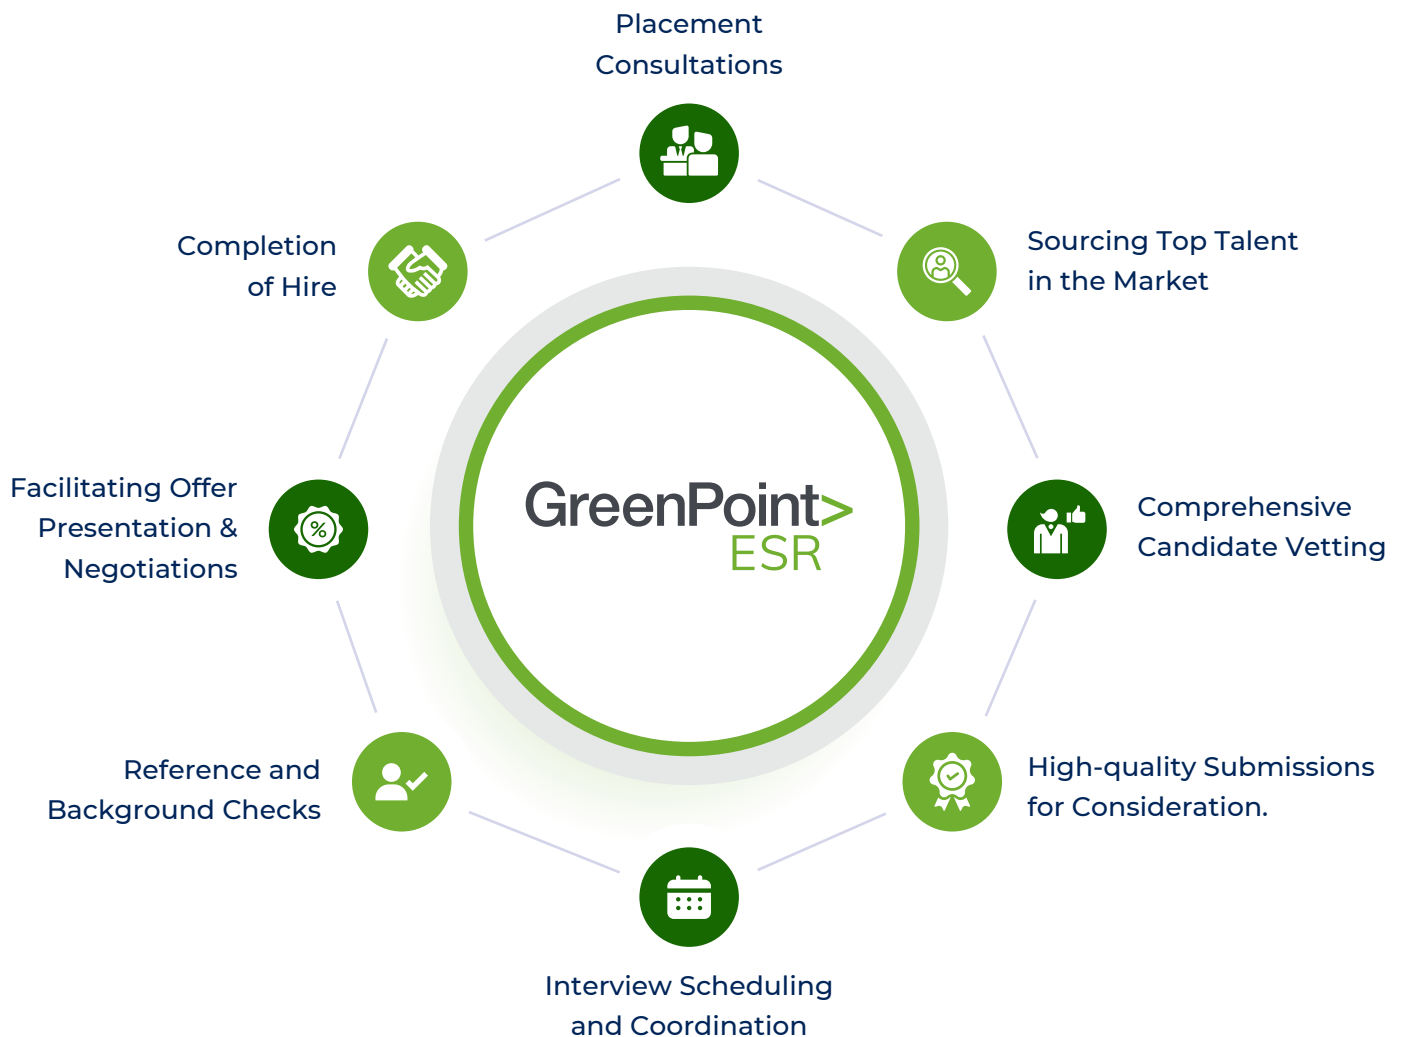 Placement
Consultations
Sourcing Top Talent
in the Market
Comprehensive
Candidate Vetting
High-quality Submissions
for Consideration.
Interview Scheduling
and Coordination
Reference and
Background Checks
Facilitating Offer
Presentation &
Negotiations
Completion
of Hire
GreenPoint>
ESR
%